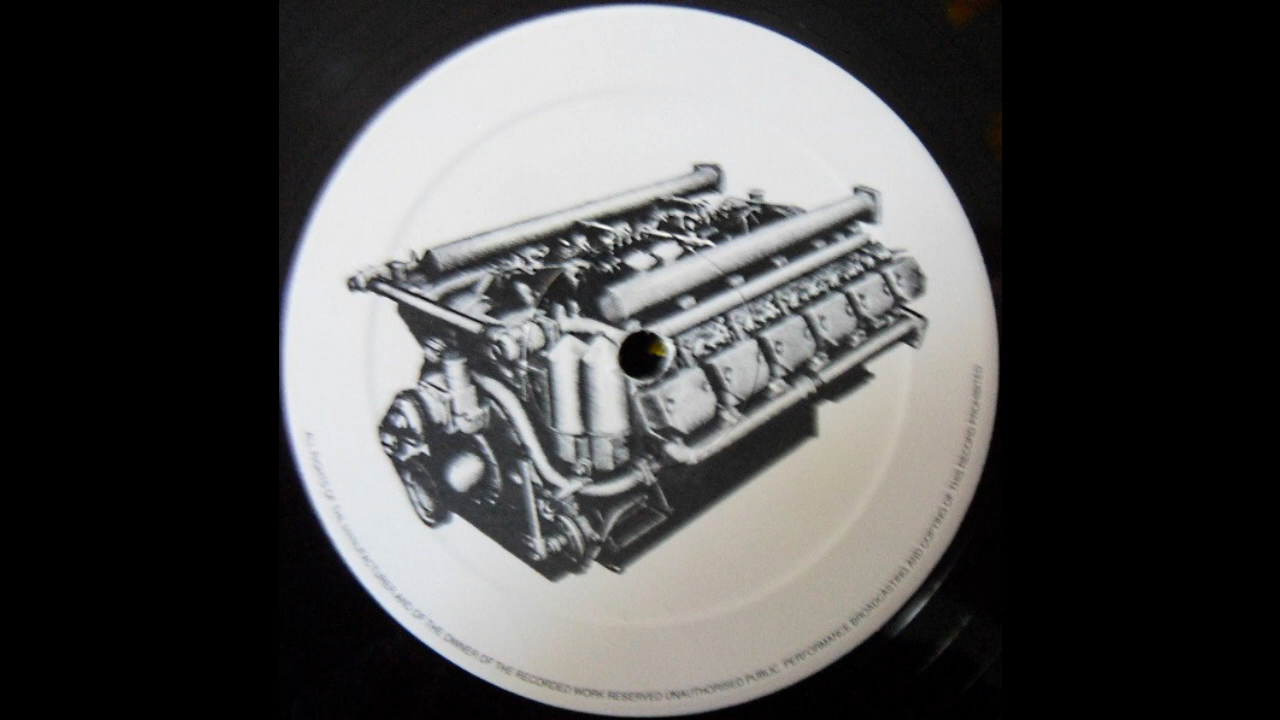 ALL RIGHTS OF THE MANUFACTURER AND OF THE OWNER OF THE RECORDED WORK RESERVED UNAUTHORISED PUBLIC PERFORMANCE BROADCASTING AND COPYING OF THIS RECORD PROHIBITED